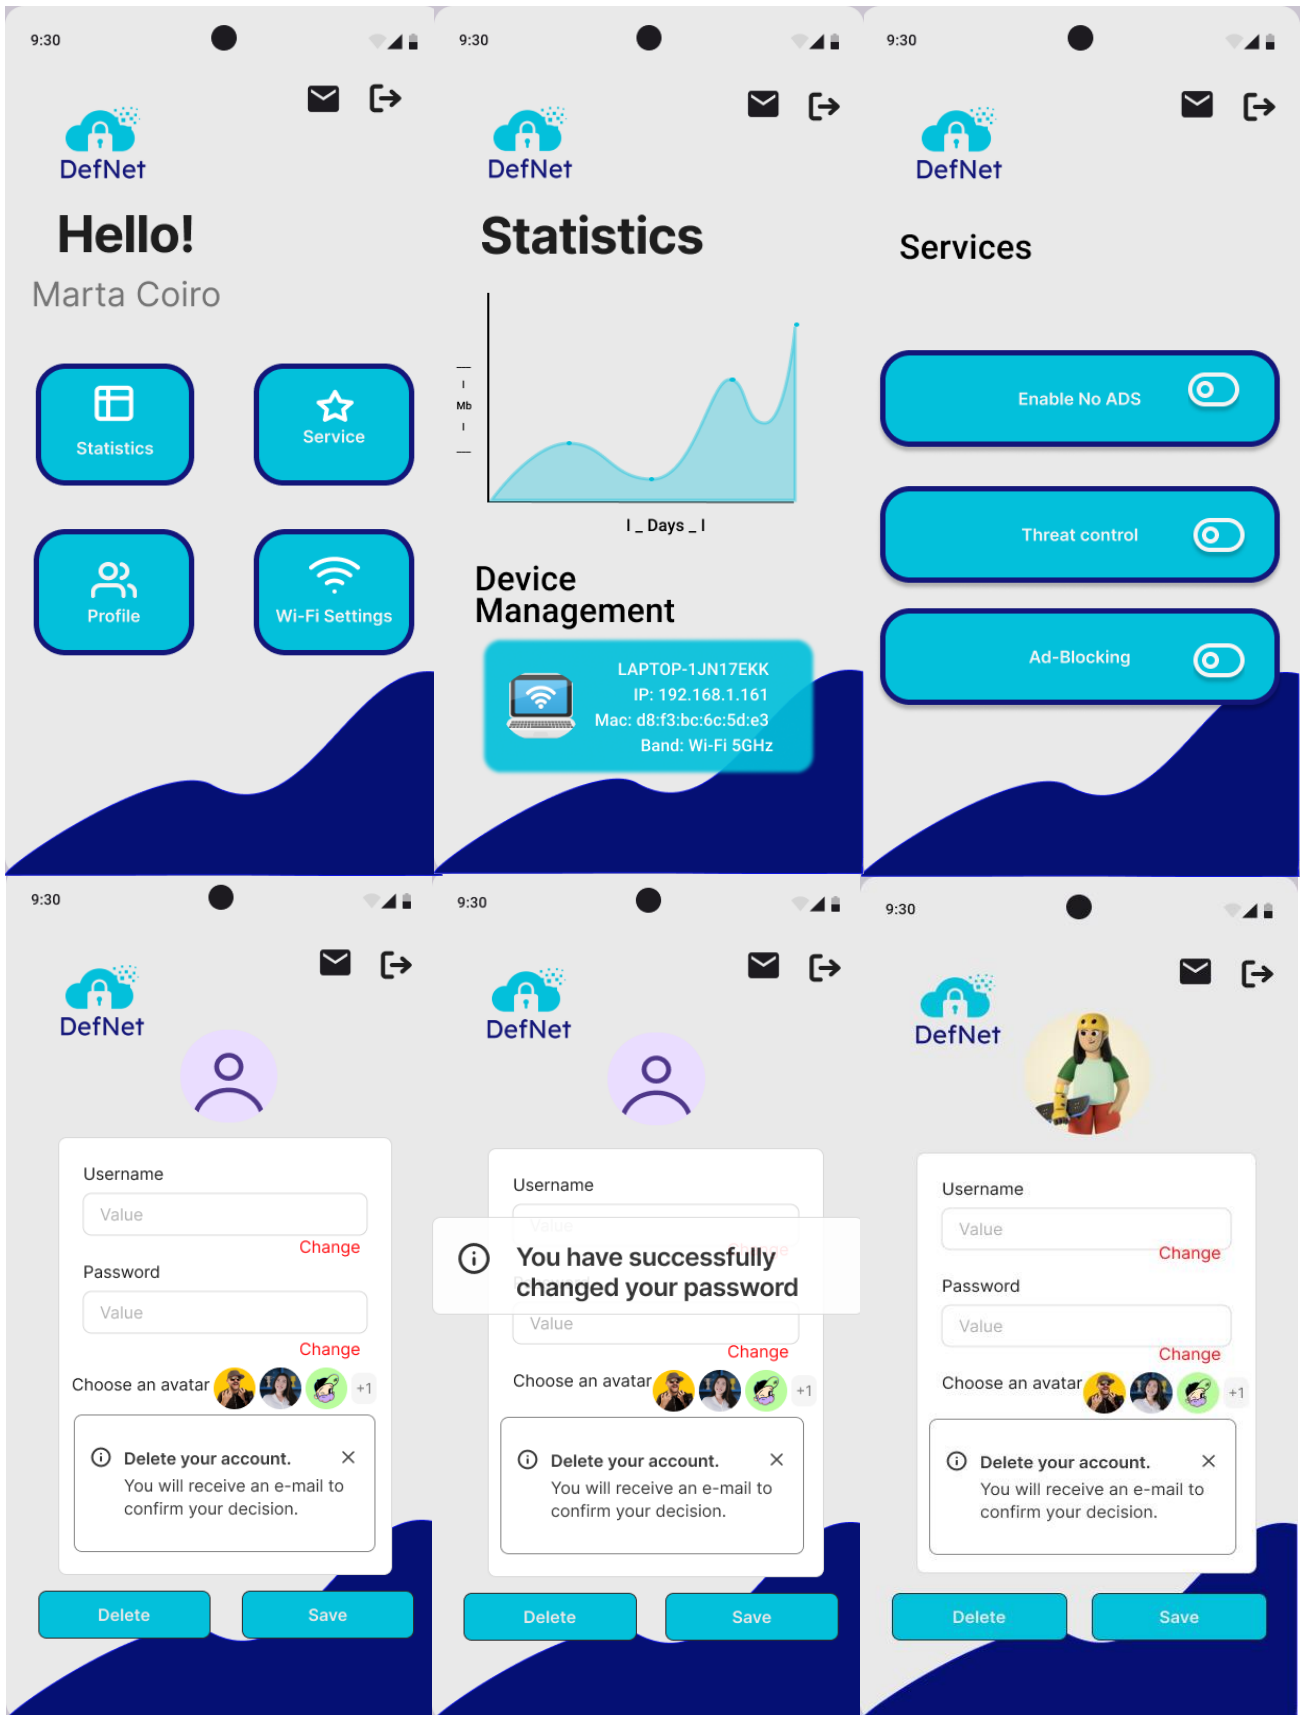 9:30
DefNet
Hello!
Marta Coiro
Statistics
Service
Profile
Wi-Fi Settings
9:30
DefNet
Statistics
Mb
I _ Days _ I
Device
Management
LAPTOP-1JN17EKK
IP: 192.168.1.161
Mac: d8:f3:bc:6c:5d:e3
Band: Wi-Fi 5GHz
9:30
DefNet
Services
Enable No ADS
Threat control
Ad-Blocking
9:30
DefNet
Username
Value
Change
Password
Value
Change
Choose an avatar
+1
Delete your account.
You will receive an e-mail to
confirm your decision.
Delete
Save
9:30
DefNet
Username
Value
You have successfully
changed your password
Value
Change
Choose an avatar
+1
Delete your account.
You will receive an e-mail to
confirm your decision.
Delete
Save
9:30
DefNet
Username
Value
Change
Password
Value
Change
Choose an avatar
+1
Delete your account.
You will receive an e-mail to
confirm your decision.
Delete
Save